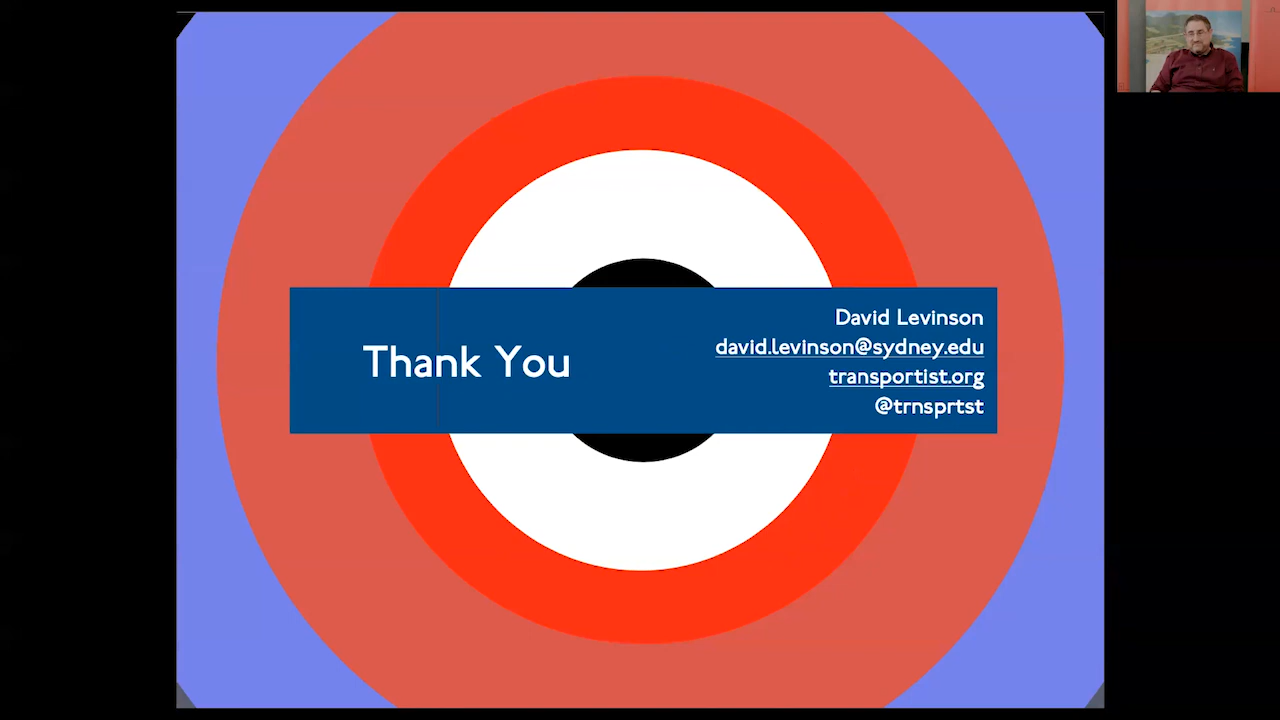 Thank You
David Levinson
david.levinson@sydney.edu
transportist.org
@trnsprtst